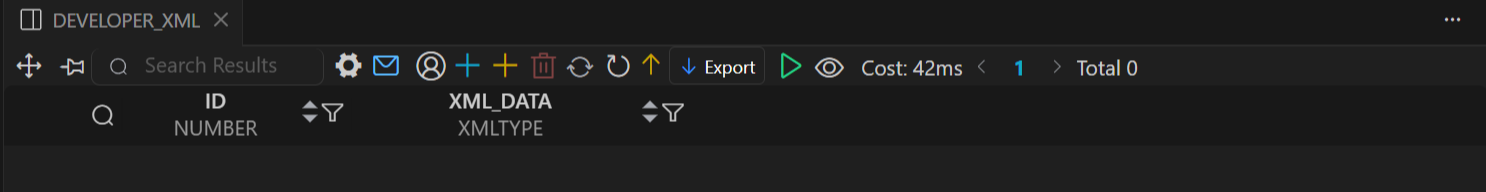 DEVELOPER_XML
Search Results
Export
Cost: 42ms
1
Total 0
ID
XML_DATA
NUMBER
XMLTYPE